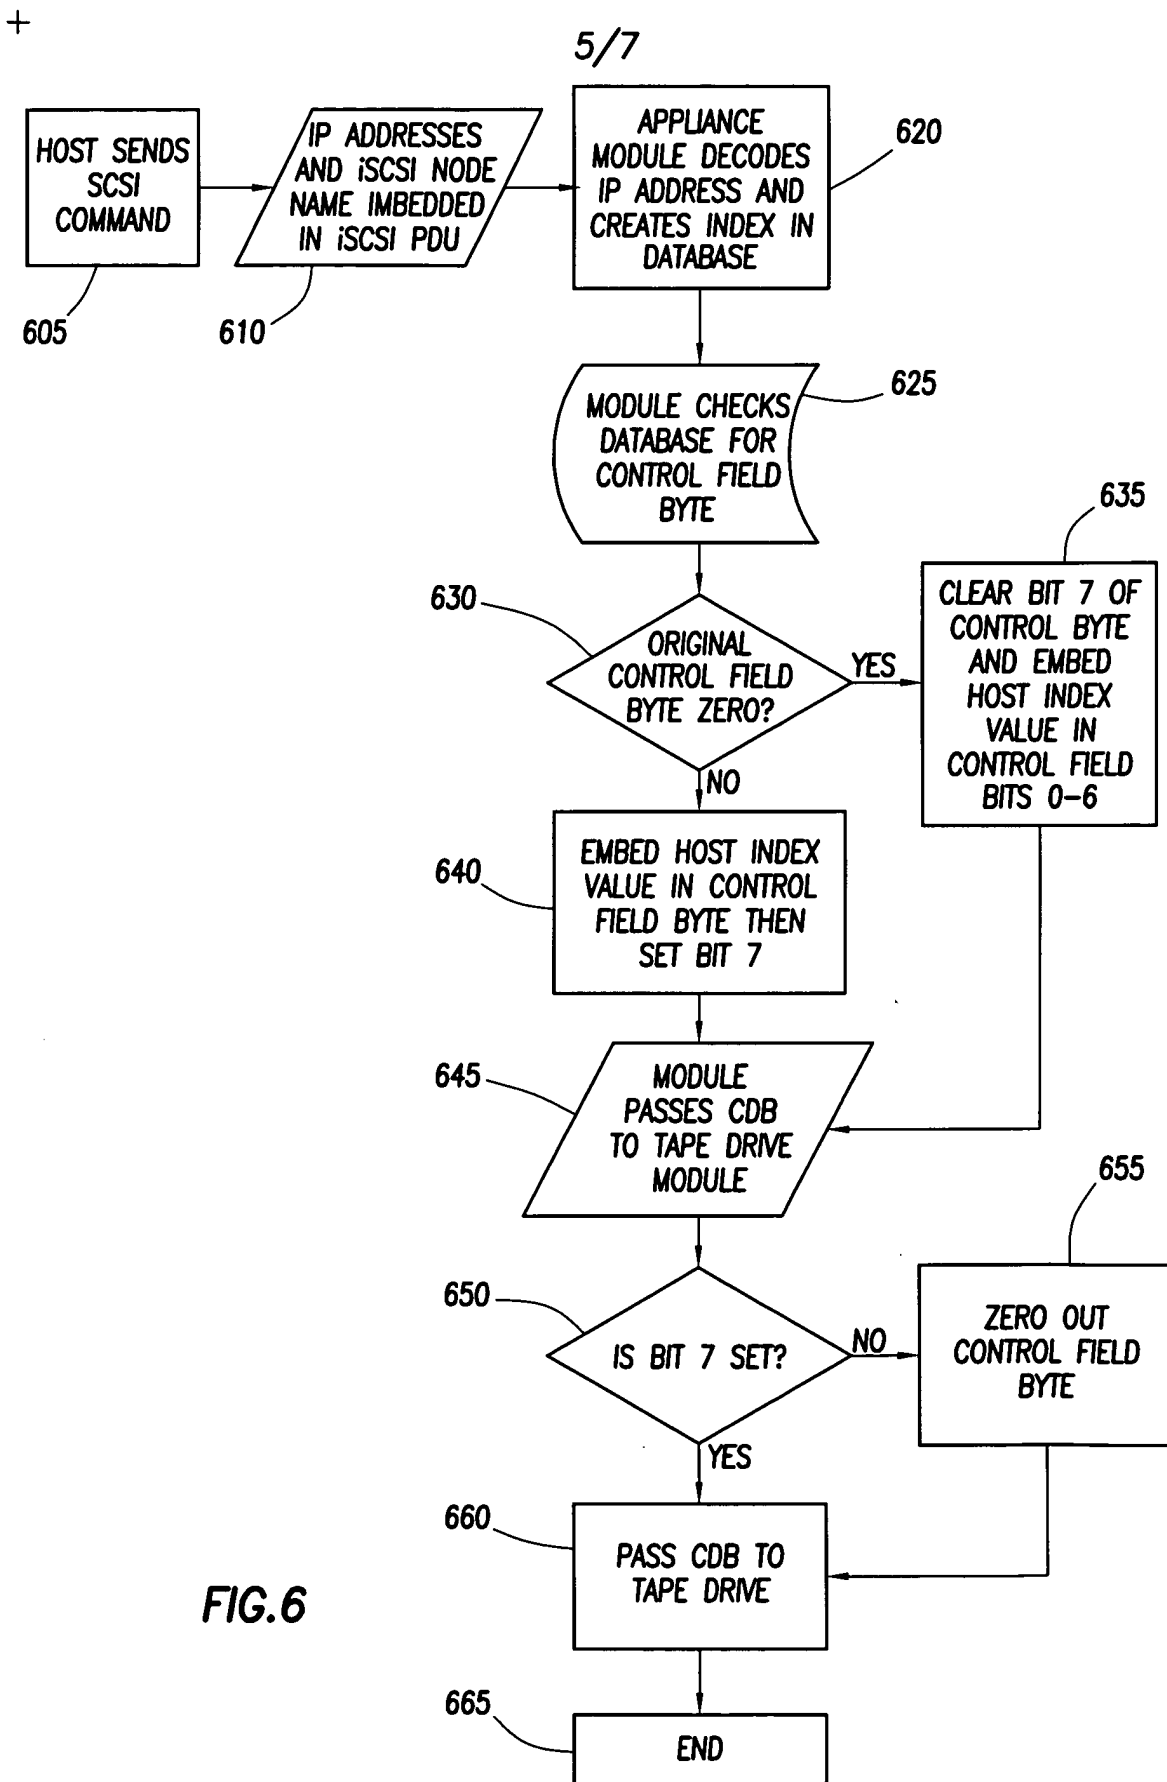 5/7
HOST SENDS
SCSI
COMMAND
605
IP ADDRESSES
AND iSCSI NODE
NAME IMBEDDED
IN iSCSI PDU
610
APPLIANCE
MODULE DECODES
IP ADDRESS AND
CREATES INDEX IN
DATABASE
620
MODULE CHECKS
DATABASE FOR
CONTROL FIELD
BYTE
625
630
ORIGINAL
CONTROL FIELD
BYTE ZERO?
YES
NO
635
CLEAR BIT 7 OF
CONTROL BYTE
AND EMBED
HOST INDEX
VALUE IN
CONTROL FIELD
BITS 0-6
640
EMBED HOST INDEX
VALUE IN CONTROL
FIELD BYTE THEN
SET BIT 7
645
MODULE
PASSES CDB
TO TAPE DRIVE
MODULE
650
IS BIT 7 SET?
NO
YES
655
ZERO OUT
CONTROL FIELD
BYTE
660
PASS CDB TO
TAPE DRIVE
665
END
FIG.6